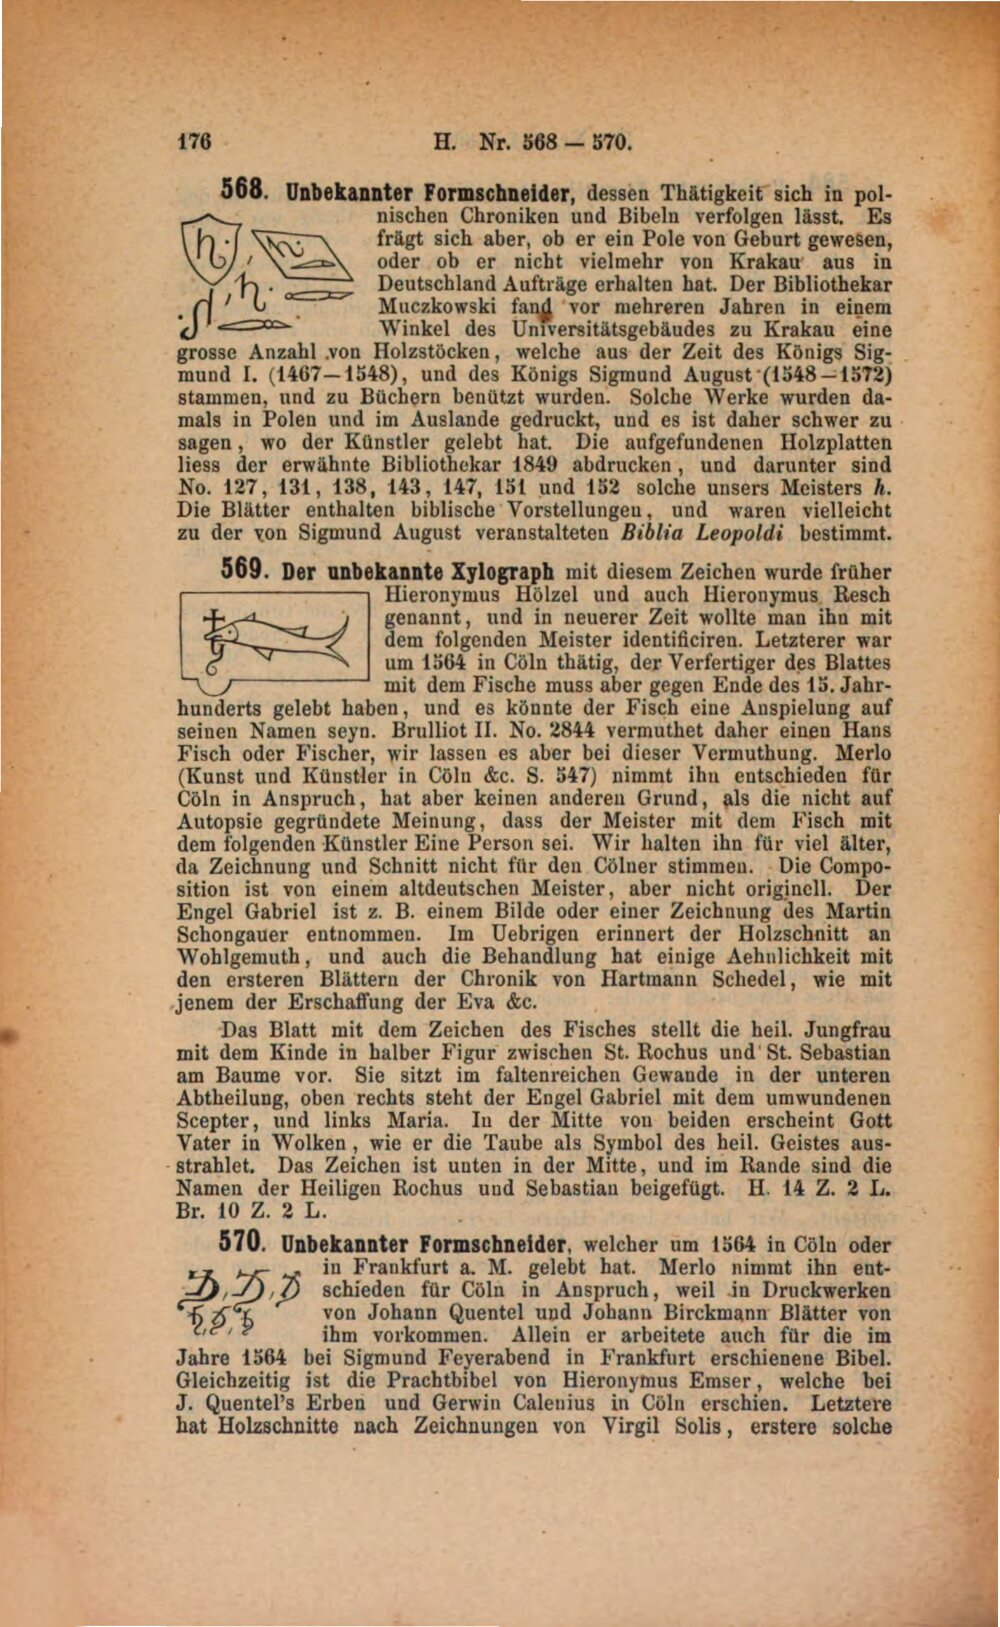 176 H. Nr. 568 — 570.
568. Unbekannter Formschneider, dessen Thätigkeit sich in pol-
nischen Chroniken und Bibeln verfolgen lässt. Es
frägt sich aber, ob er ein Pole von Geburt gewesen,
oder ob er nicht vielmehr von Krakau aus in
Deutschland Aufträge erhalten hat. Der Bibliothekar
Muczkowski fand vor mehreren Jahren in einem
Winkel des Universitätsgebäudes zu Krakau eine
grosse Anzahl von Holzstöcken, welche aus der Zeit des Königs Sig-
mund I. (1467—1548), und des Königs Sigmund August (1548—1572)
stammen, und zu Büchern benützt wurden. Solche Werke wurden da-
mals in Polen und im Auslande gedruckt, und es ist daher schwer zu
sagen, wo der Künstler gelebt hat. Die aufgefundenen Holzplatten
liess der erwähnte Bibliothekar 1849 abdrucken, und darunter sind
No. 127, 131, 138, 143, 147, 151 und 152 solche unsers Meisters h.
Die Blätter enthalten biblische Vorstellungen, und waren vielleicht
zu der von Sigmund August veranstalteten Biblia Leopoldi bestimmt.
569. Der unbekannte Xylograph mit diesem Zeichen wurde früher
Hieronymus Hölzel und auch Hieronymus Resch
genannt, und in neuerer Zeit wollte man ihn mit
dem folgenden Meister identificiren. Letzterer war
um 1564 in Cöln thätig, der Verfertiger des Blattes
mit dem Fische muss aber gegen Ende des 15. Jahr-
hunderts gelebt haben, und es könnte der Fisch eine Anspielung auf
seinen Namen seyn. Brulliot II. No. 2844 vermuthet daher einen Hans
Fisch oder Fischer, wir lassen es aber bei dieser Vermuthung. Merlo
(Kunst und Künstler in Cöln &c. S. 547) nimmt ihn entschieden für
Cöln in Anspruch, hat aber keinen anderen Grund, als die nicht auf
Autopsie gegründete Meinung, dass der Meister mit dem Fisch mit
dem folgenden Künstler Eine Person sei. Wir halten ihn für viel älter,
da Zeichnung und Schnitt nicht für den Cölner stimmen. Die Compo-
sition ist von einem altdeutschen Meister, aber nicht originell. Der
Engel Gabriel ist z. B. einem Bilde oder einer Zeichnung des Martin
Schongauer entnommen. Im Uebrigen erinnert der Holzschnitt an
Wohlgemuth, und auch die Behandlung hat einige Aehnlichkeit mit
den ersteren Blättern der Chronik von Hartmann Schedel, wie mit
jenem der Erschaffung der Eva &c.
Das Blatt mit dem Zeichen des Fisches stellt die heil. Jungfrau
mit dem Kinde in halber Figur zwischen St. Rochus und St. Sebastian
am Baume vor. Sie sitzt im faltenreichen Gewande in der unteren
Abtheilung, oben rechts steht der Engel Gabriel mit dem umwundenen
Scepter, und links Maria. In der Mitte von beiden erscheint Gott
Vater in Wolken, wie er die Taube als Symbol des heil. Geistes aus-
strahlet. Das Zeichen ist unten in der Mitte, und im Rande sind die
Namen der Heiligen Rochus und Sebastian beigefügt. H. 14 Z. 2 L.
Br. 10 Z. 2 L.
570. Unbekannter Formschneider, welcher um 1564 in Cöln oder
in Frankfurt a. M. gelebt hat. Merlo nimmt ihn ent-
schieden für Cöln in Anspruch, weil in Druckwerken
von Johann Quentel und Johann Birckmann Blätter von
ihm vorkommen. Allein er arbeitete auch für die im
Jahre 1564 bei Sigmund Feyerabend in Frankfurt erschienene Bibel.
Gleichzeitig ist die Prachtbibel von Hieronymus Emser, welche bei
J. Quentel's Erben und Gerwin Calenius in Cöln erschien. Letztere
hat Holzschnitte nach Zeichnungen von Virgil Solis, erstere solche